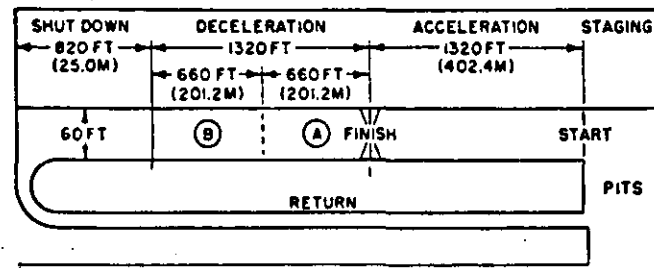 SHUT DOWN DECELERATION ACCELERATION STAGING
820 FT 1320 FT 1320 FT
(25.0M) (402.4M)
660 FT 660 FT
(201.2M) (201.2M)
60 FT B A FINISH START
PITS
RETURN